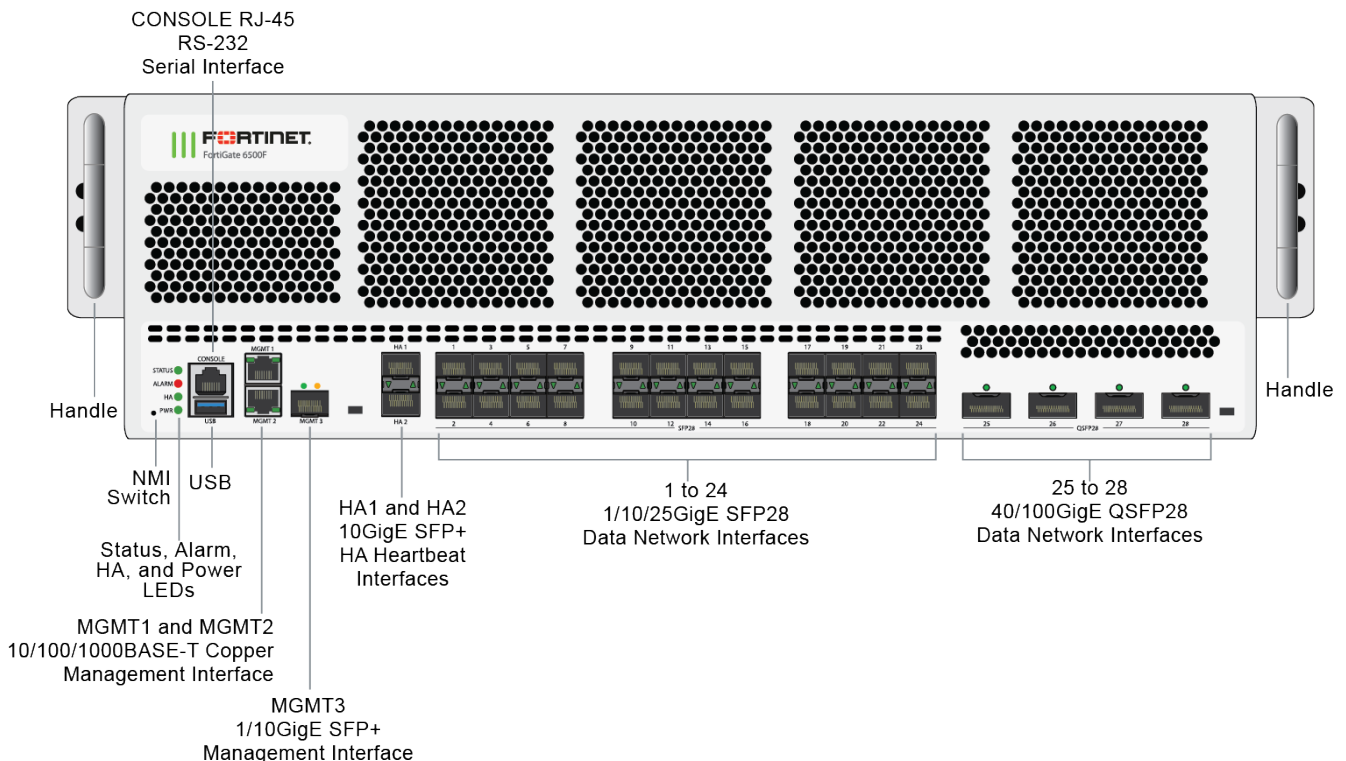 CONSOLE RJ-45
RS-232
Serial Interface
FORTINET
FortiGate 6500F
Handle
Handle
STATUS
ALARM
HA
PWR
CONSOLE
USB
MGMT 1
MGMT 2
MGMT 3
HA 1
HA 2
1 3 5 7 9 11 13 15 17 19 21 23
2 4 6 8 10 12 14 16 18 20 22 24
SFP28
25 26 27 28
QSFP28
NMI
Switch
USB
Status, Alarm,
HA, and Power
LEDs
MGMT1 and MGMT2
10/100/1000BASE-T Copper
Management Interface
MGMT3
1/10GigE SFP+
Management Interface
HA1 and HA2
10GigE SFP+
HA Heartbeat
Interfaces
1 to 24
1/10/25GigE SFP28
Data Network Interfaces
25 to 28
40/100GigE QSFP28
Data Network Interfaces